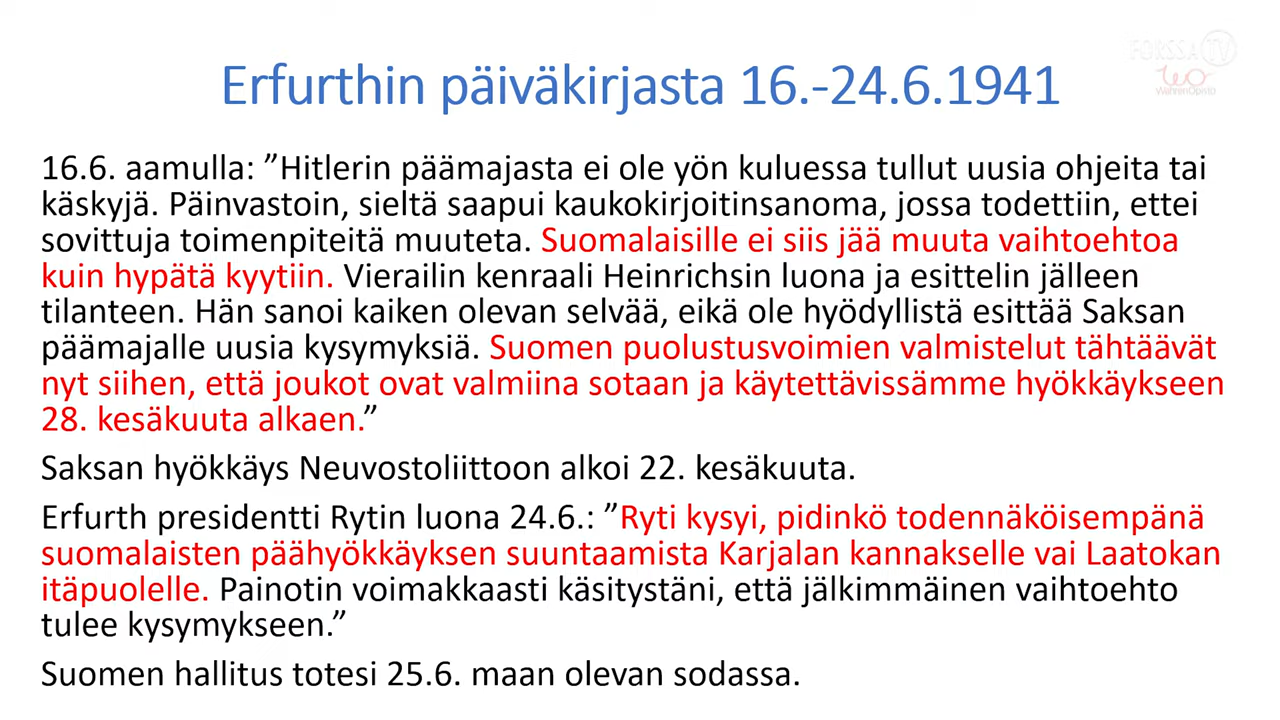 FORSSA TV
WahrenOpisto
Erfurthin päiväkirjasta 16.-24.6.1941
16.6. aamulla: ”Hitlerin päämajasta ei ole yön kuluessa tullut uusia ohjeita tai
käskyjä. Päinvastoin, sieltä saapui kaukokirjoitinsanoma, jossa todettiin, ettei
sovittuja toimenpiteitä muuteta. Suomalaisille ei siis jää muuta vaihtoehtoa
kuin hypätä kyytiin. Vierailin kenraali Heinrichsin luona ja esittelin jälleen
tilanteen. Hän sanoi kaiken olevan selvää, eikä ole hyödyllistä esittää Saksan
päämajalle uusia kysymyksiä. Suomen puolustusvoimien valmistelut tähtäävät
nyt siihen, että joukot ovat valmiina sotaan ja käytettävissämme hyökkäykseen
28. kesäkuuta alkaen.”
Saksan hyökkäys Neuvostoliittoon alkoi 22. kesäkuuta.
Erfurth presidentti Rytin luona 24.6.: ”Ryti kysyi, pidinkö todennäköisempänä
suomalaisten päähyökkäyksen suuntaamista Karjalan kannakselle vai Laatokan
itäpuolelle. Painotin voimakkaasti käsitystäni, että jälkimmäinen vaihtoehto
tulee kysymykseen.”
Suomen hallitus totesi 25.6. maan olevan sodassa.